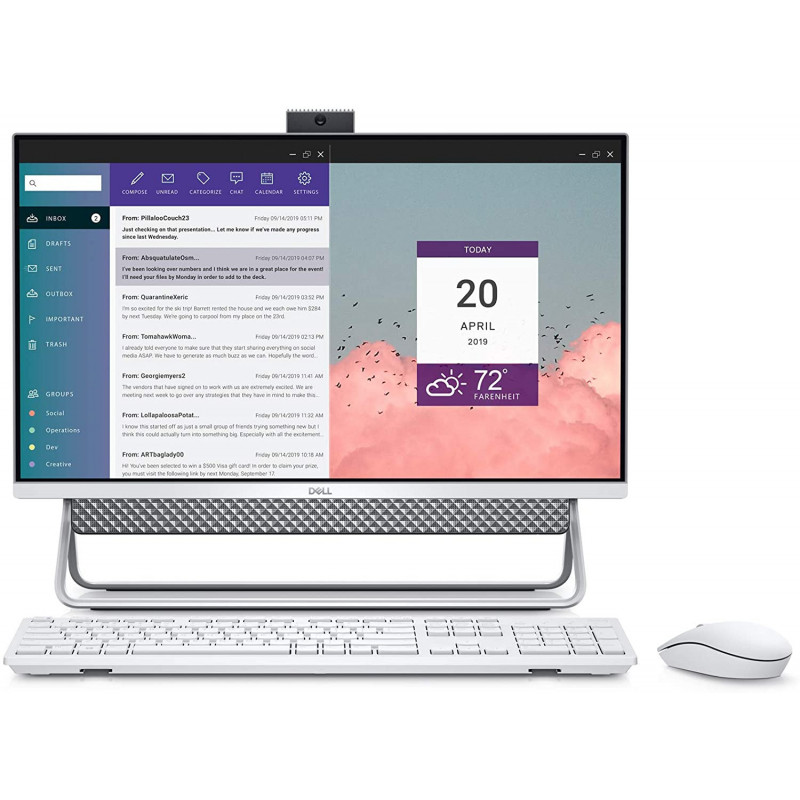 COMPOSE UNREAD CATEGORIZE CHAT CALENDAR SETTINGS
INBOX 2
DRAFTS
SENT
OUTBOX
IMPORTANT
TRASH
GROUPS
Social
Operations
Dev
Creative
From: PillalooCouch23 Friday 09/14/2019 05:11 PM
Just checking on that presentation... Let me know if we've made any progress
since last Wednesday.
From: AbsquatulateOsm... Friday 09/14/2019 04:07 PM
I've been looking over numbers and I think we are in a great place for the event!
I'll need your files by Monday in order to add to the deck.
From: QuarantineXeric Friday 09/14/2019 03:52 PM
I'm so excited for the ski trip! Barrett rented the house and we each owe him $284
by next Tuesday. We're going to carpool from my place on the 23rd.
From: TomahawkWoma... Friday 09/14/2019 02:13 PM
I already told everyone to make sure that they start sharing everything on social
media ASAP. We have to generate as much buzz as we can. Hopefully the word...
From: Georgiemyers2 Friday 09/14/2019 11:41 AM
The vendors that have signed on to work with us are extremely excited. We are
meeting next week to go over any strategies that they have in mind to make this...
From: LollapaloosaPotat... Friday 09/14/2019 11:32 AM
I know this started off as just a small group of friends trying something new but I
think this could actually turn into something big. Especially with all the excitement...
From: ARTbaglady00 Friday 09/14/2019 10:18 AM
Hi! You've been selected to win a $500 Visa gift card! In order to claim your prize,
you must visit the following link by next Monday, September 17.
TODAY
20
APRIL
2019
72°
FARENHEIT
DELL